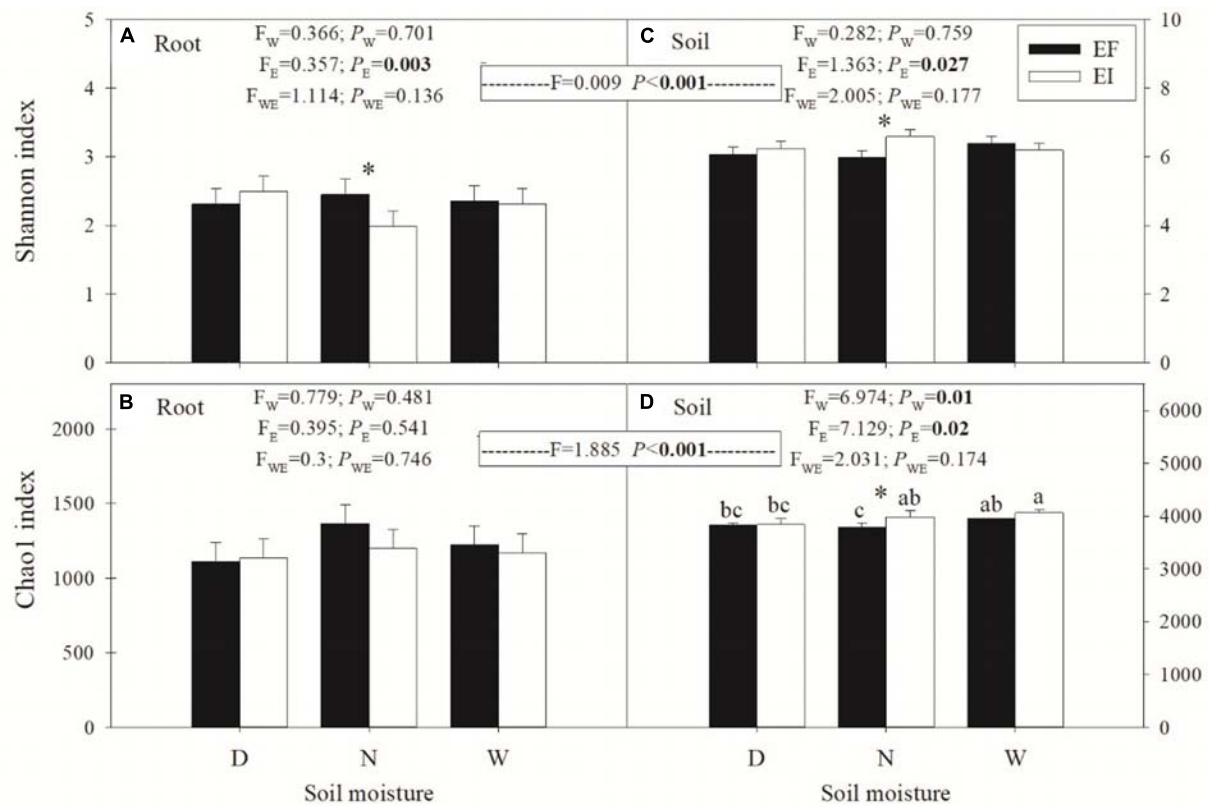 A Root
F_W=0.366; P_W=0.701
F_E=0.357; P_E=0.003
F_WE=1.114; P_WE=0.136
*
C Soil
F_W=0.282; P_W=0.759
F_E=1.363; P_E=0.027
F_WE=2.005; P_WE=0.177
*
EF
EI
----------F=0.009 P<0.001----------
Shannon index
5
4
3
2
1
0
10
8
6
4
2
0
B Root
F_W=0.779; P_W=0.481
F_E=0.395; P_E=0.541
F_WE=0.3; P_WE=0.746
D Soil
F_W=6.974; P_W=0.01
F_E=7.129; P_E=0.02
F_WE=2.031; P_WE=0.174
----------F=1.885 P<0.001----------
bc bc c * ab ab a
Chao1 index
2000
1500
1000
500
0
6000
5000
4000
3000
2000
1000
0
D N W D N W
Soil moisture Soil moisture